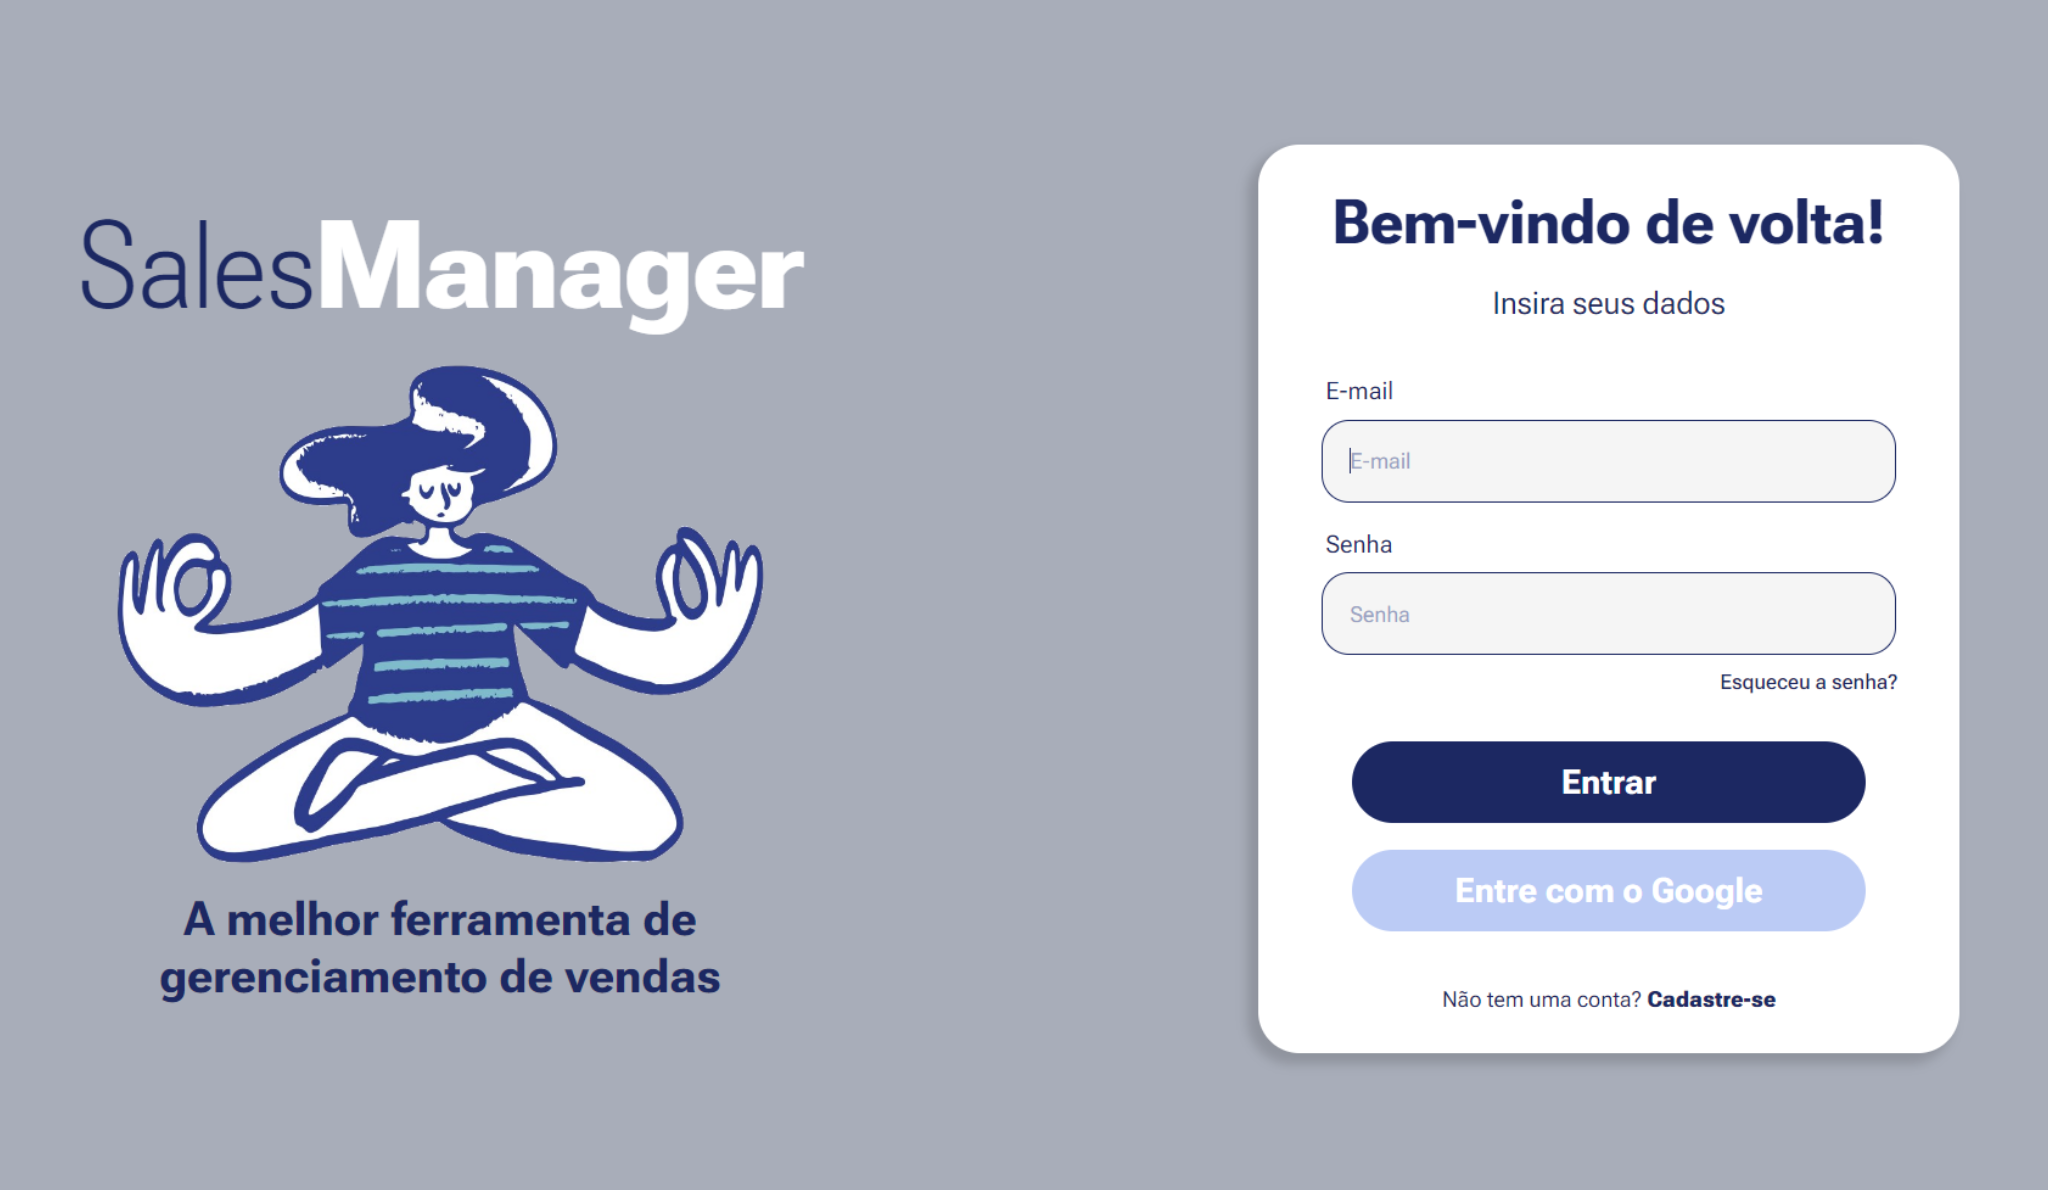 SalesManager
A melhor ferramenta de
gerenciamento de vendas
Bem-vindo de volta!
Insira seus dados
E-mail
E-mail
Senha
Senha
Esqueceu a senha?
Entrar
Entre com o Google
Não tem uma conta? Cadastre-se